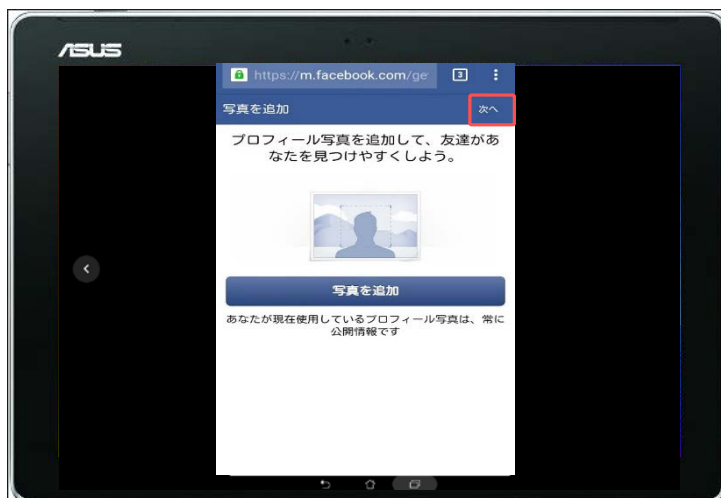 ASUS
https://m.facebook.com/ge
3
写真を追加
次へ
プロフィール写真を追加して、友達があ
なたを見つけやすくしよう。
写真を追加
あなたが現在使用しているプロフィール写真は、常に
公開情報です